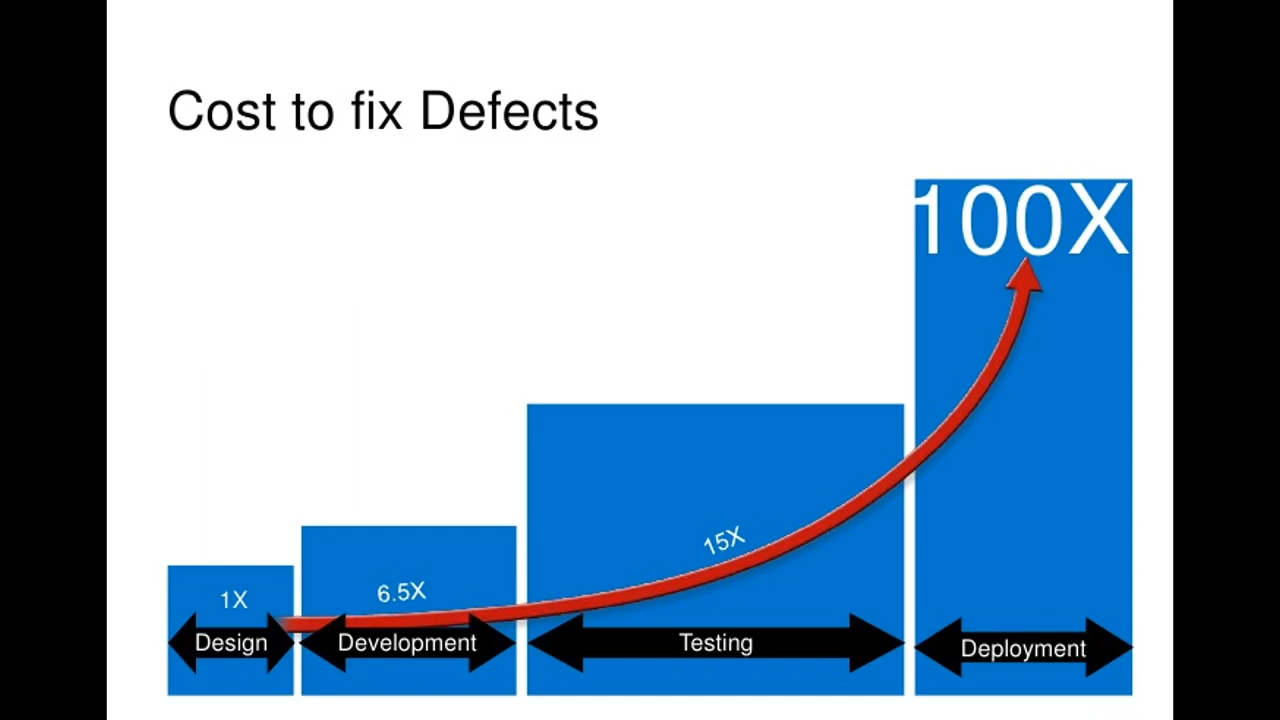 Cost to fix Defects
100X
15X
6.5X
1X
Design
Development
Testing
Deployment